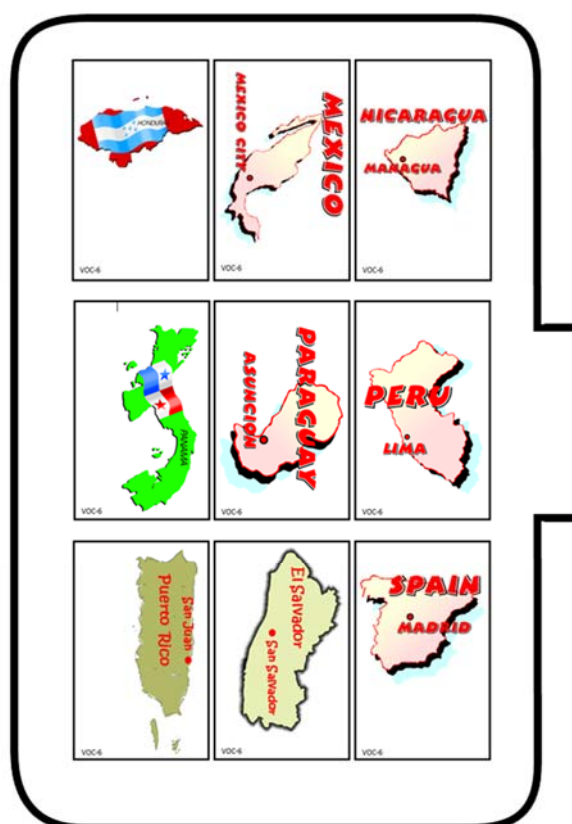 HONDURAS
VOC-6
MEXICO
MEXICO CITY
VOC-6
NICARAGUA
MANAGUA
VOC-6
PANAMA
VOC-6
PARAGUAY
ASUNCIÓN
VOC-6
PERU
LIMA
VOC-6
San Juan
Puerto Rico
VOC-6
El Salvador
San Salvador
VOC-6
SPAIN
MADRID
VOC-6